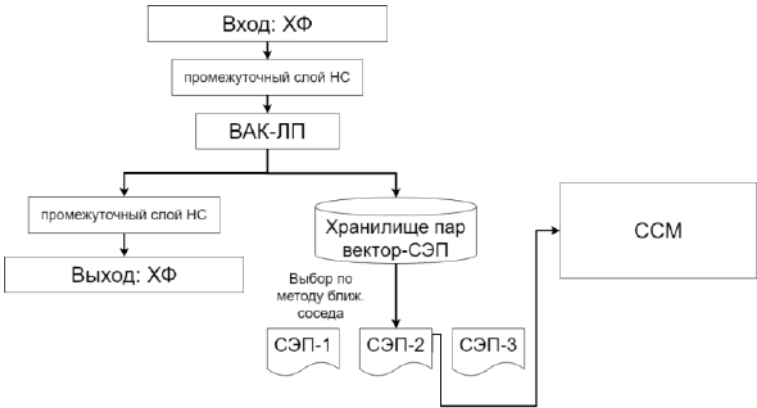 Вход: ХФ
промежуточный слой НС
ВАК-ЛП
промежуточный слой НС
Выход: ХФ
Хранилище пар
вектор-СЭП
ССМ
Выбор по
методу ближ.
соседа
СЭП-1
СЭП-2
СЭП-3